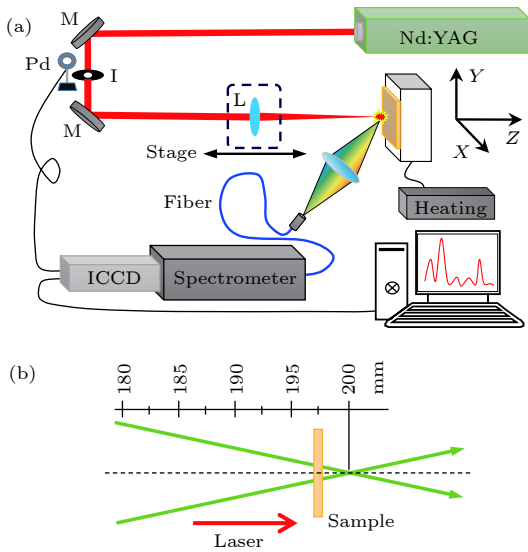 (a)
M
Nd:YAG
Pd
I
M
L
Y
Z
X
Stage
Fiber
Heating
ICCD
Spectrometer
(b)
180
185
190
195
200
mm
Sample
Laser